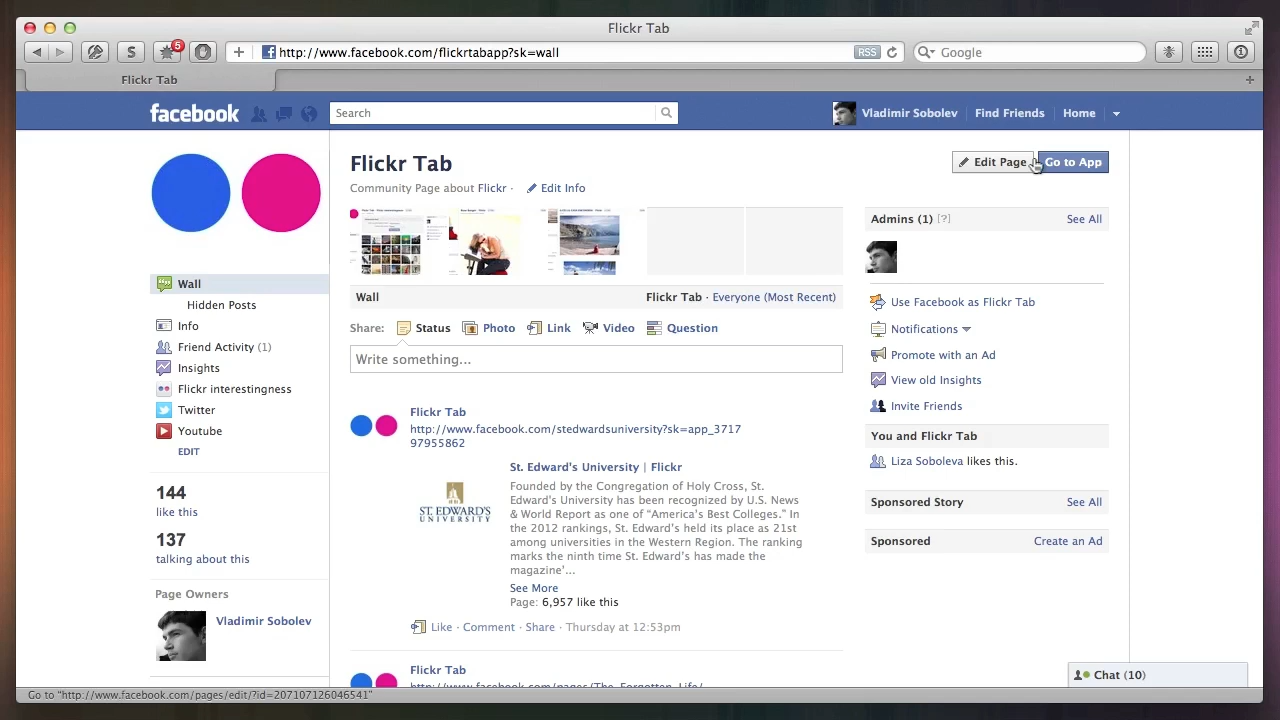 Flickr Tab
S
5
http://www.facebook.com/flickrtabapp?sk=wall
RSS
Google
Flickr Tab
facebook
Search
Vladimir Sobolev
Find Friends
Home
Flickr Tab
Edit Page
Go to App
Community Page about Flickr ·
Edit Info
Admins (1) [?]
See All
Wall
Hidden Posts
Info
Friend Activity (1)
Insights
Flickr interestingness
Twitter
Youtube
EDIT
144
like this
137
talking about this
Page Owners
Vladimir Sobolev
Wall
Flickr Tab · Everyone (Most Recent)
Share:
Status
Photo
Link
Video
Question
Write something...
Flickr Tab
http://www.facebook.com/stedwardsuniversity?sk=app_3717
97955862
St. Edward's University | Flickr
ST. EDWARD'S
UNIVERSITY
Founded by the Congregation of Holy Cross, St.
Edward's University has been recognized by U.S. News
& World Report as one of “America's Best Colleges.” In
the 2012 rankings, St. Edward's held its place as 21st
among universities in the Western Region. The ranking
marks the ninth time St. Edward's has made the
magazine'...
See More
Page: 6,957 like this
Like · Comment · Share · Thursday at 12:53pm
Flickr Tab
http://www.facebook.com/pages/The_Forgotten_Life/
Use Facebook as Flickr Tab
Notifications
Promote with an Ad
View old Insights
Invite Friends
You and Flickr Tab
Liza Soboleva likes this.
Sponsored Story
See All
Sponsored
Create an Ad
Chat (10)
Go to "http://www.facebook.com/pages/edit/?id=207107126046541"